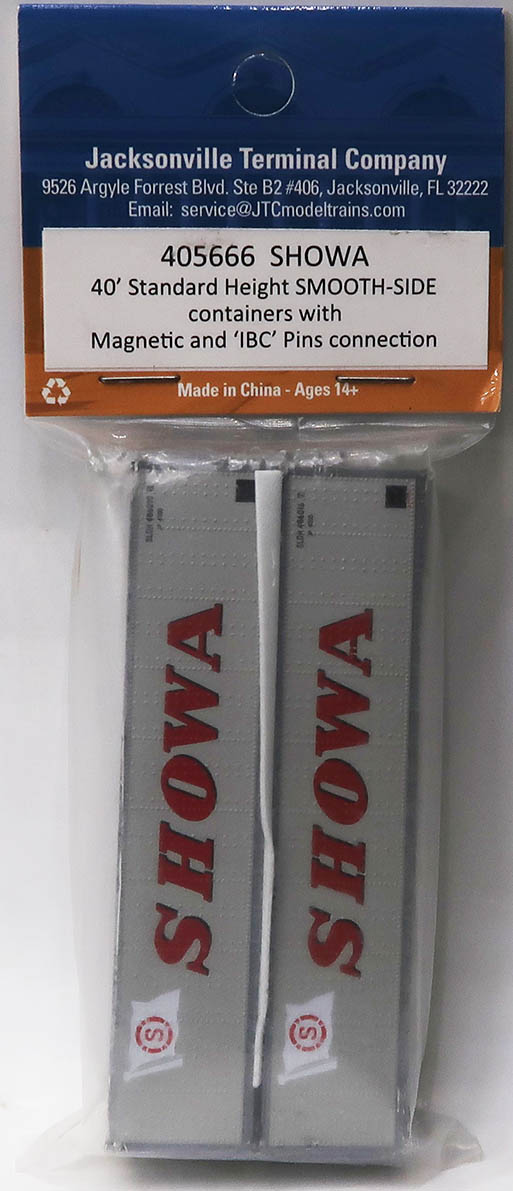 Jacksonville Terminal Company
9526 Argyle Forrest Blvd. Ste B2 #406, Jacksonville, FL 32222
Email: service@JTCmodeltrains.com
405666 SHOWA
40’ Standard Height SMOOTH-SIDE
containers with
Magnetic and ‘IBC’ Pins connection
Made in China - Ages 14+
SHOWA
S
SHOWA
S